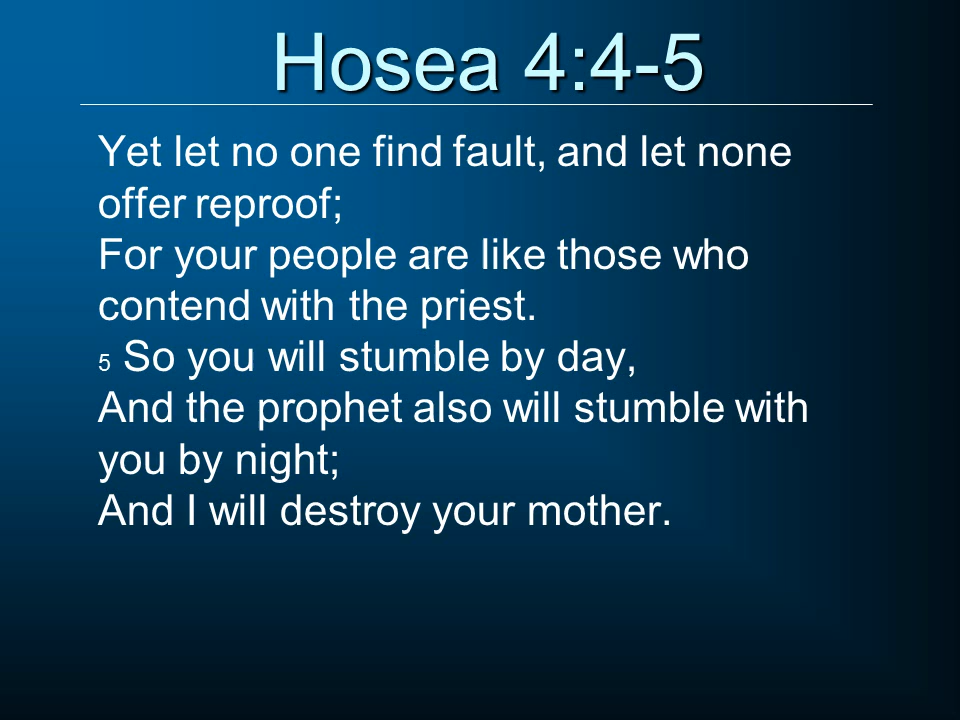 Hosea 4:4-5
Yet let no one find fault, and let none
offer reproof;
For your people are like those who
contend with the priest.
5 So you will stumble by day,
And the prophet also will stumble with
you by night;
And I will destroy your mother.